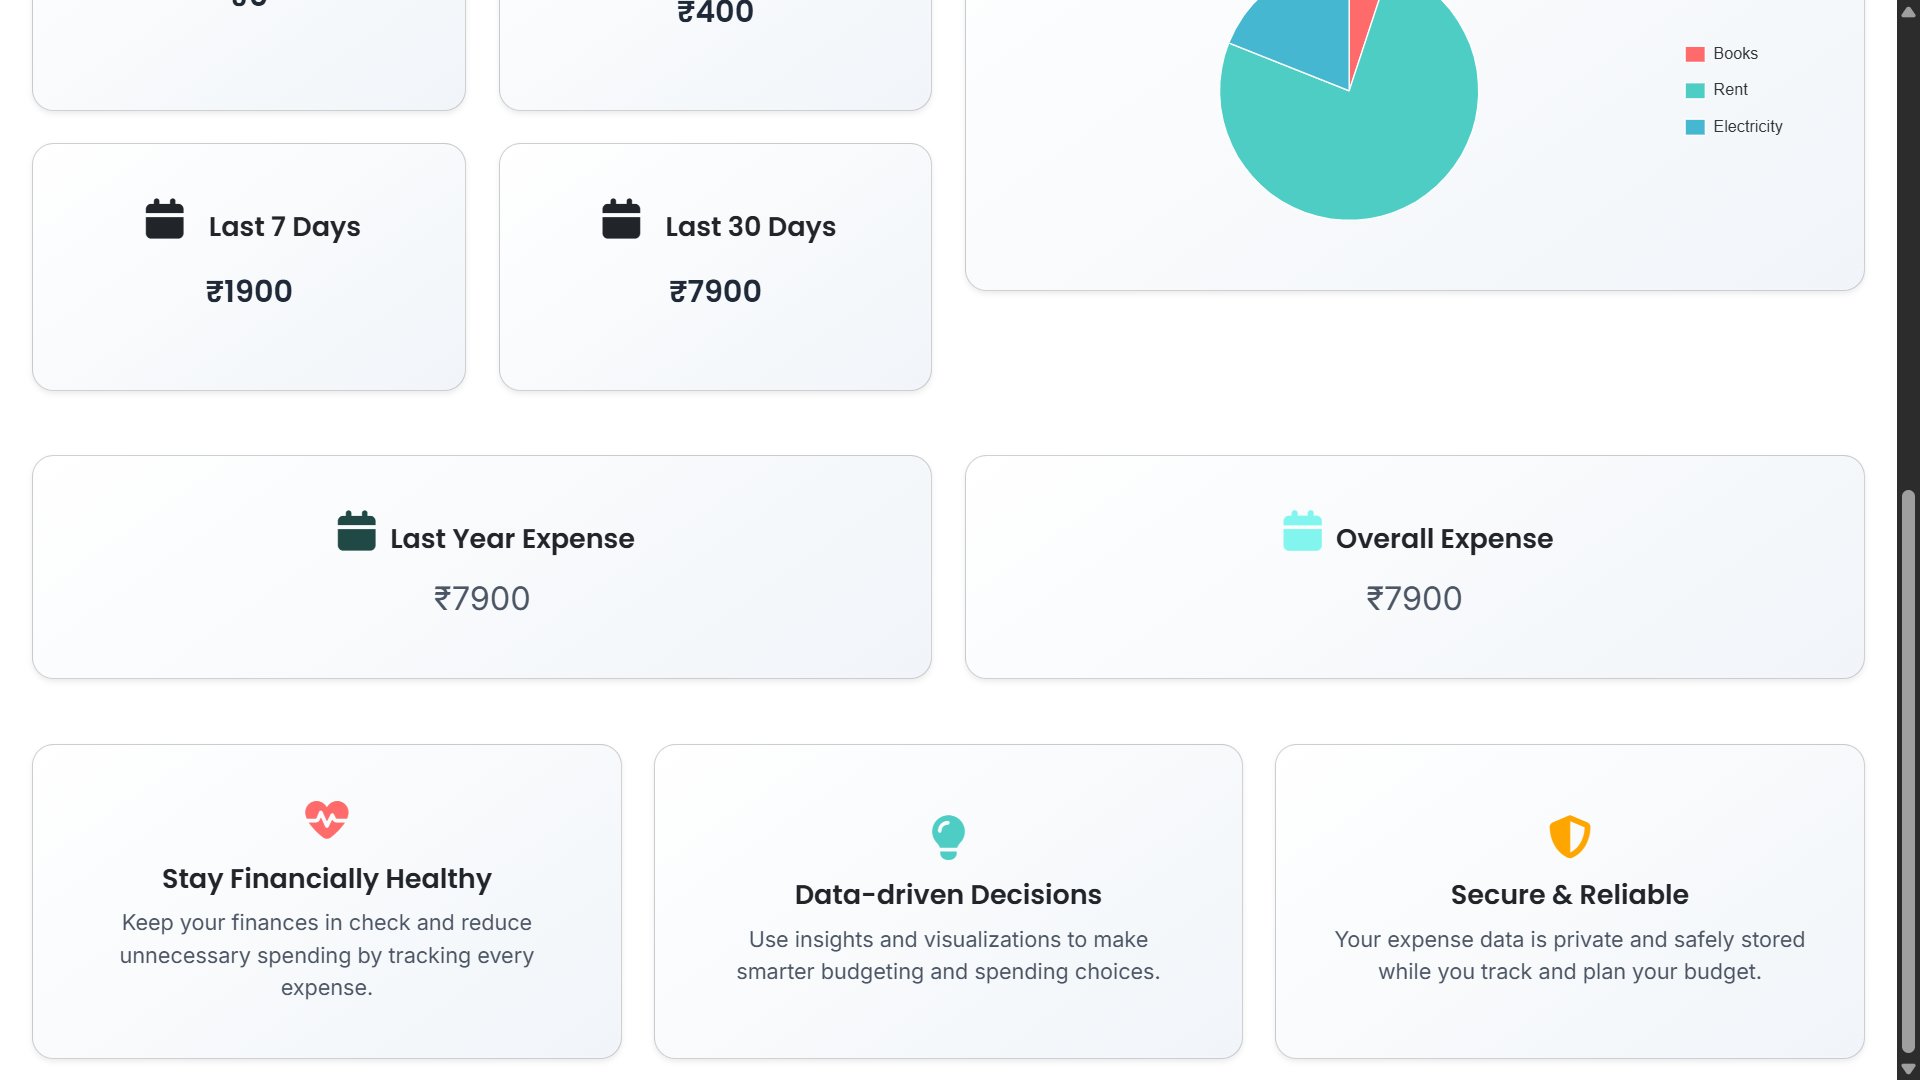 ₹400
Books
Rent
Electricity
Last 7 Days
₹1900
Last 30 Days
₹7900
Last Year Expense
₹7900
Overall Expense
₹7900
Stay Financially Healthy
Keep your finances in check and reduce
unnecessary spending by tracking every
expense.
Data-driven Decisions
Use insights and visualizations to make
smarter budgeting and spending choices.
Secure & Reliable
Your expense data is private and safely stored
while you track and plan your budget.